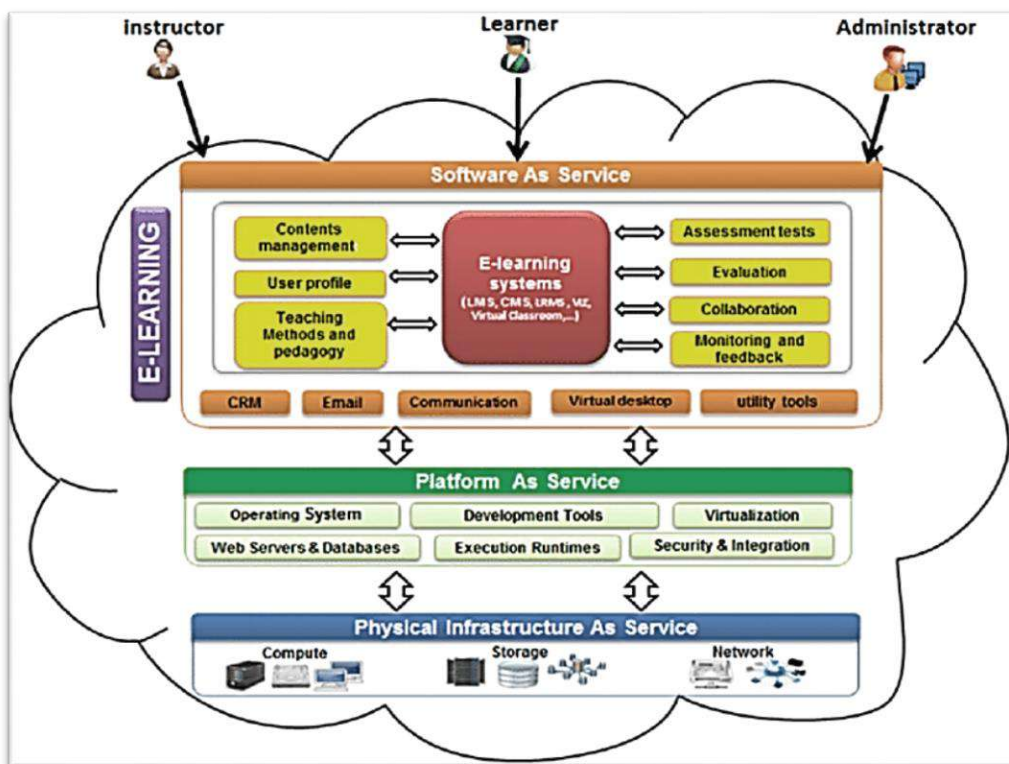 instructor
Learner
Administrator
Software As Service
E-LEARNING
Contents
management
User profile
Teaching
Methods and
pedagogy
E-learning
systems
(LMS, CMS, LRMS, VLE,
Virtual Classroom,...)
Assessment tests
Evaluation
Collaboration
Monitoring and
feedback
CRM
Email
Communication
Virtual desktop
utility tools
Platform As Service
Operating System
Development Tools
Virtualization
Web Servers & Databases
Execution Runtimes
Security & Integration
Physical Infrastructure As Service
Compute
Storage
Network